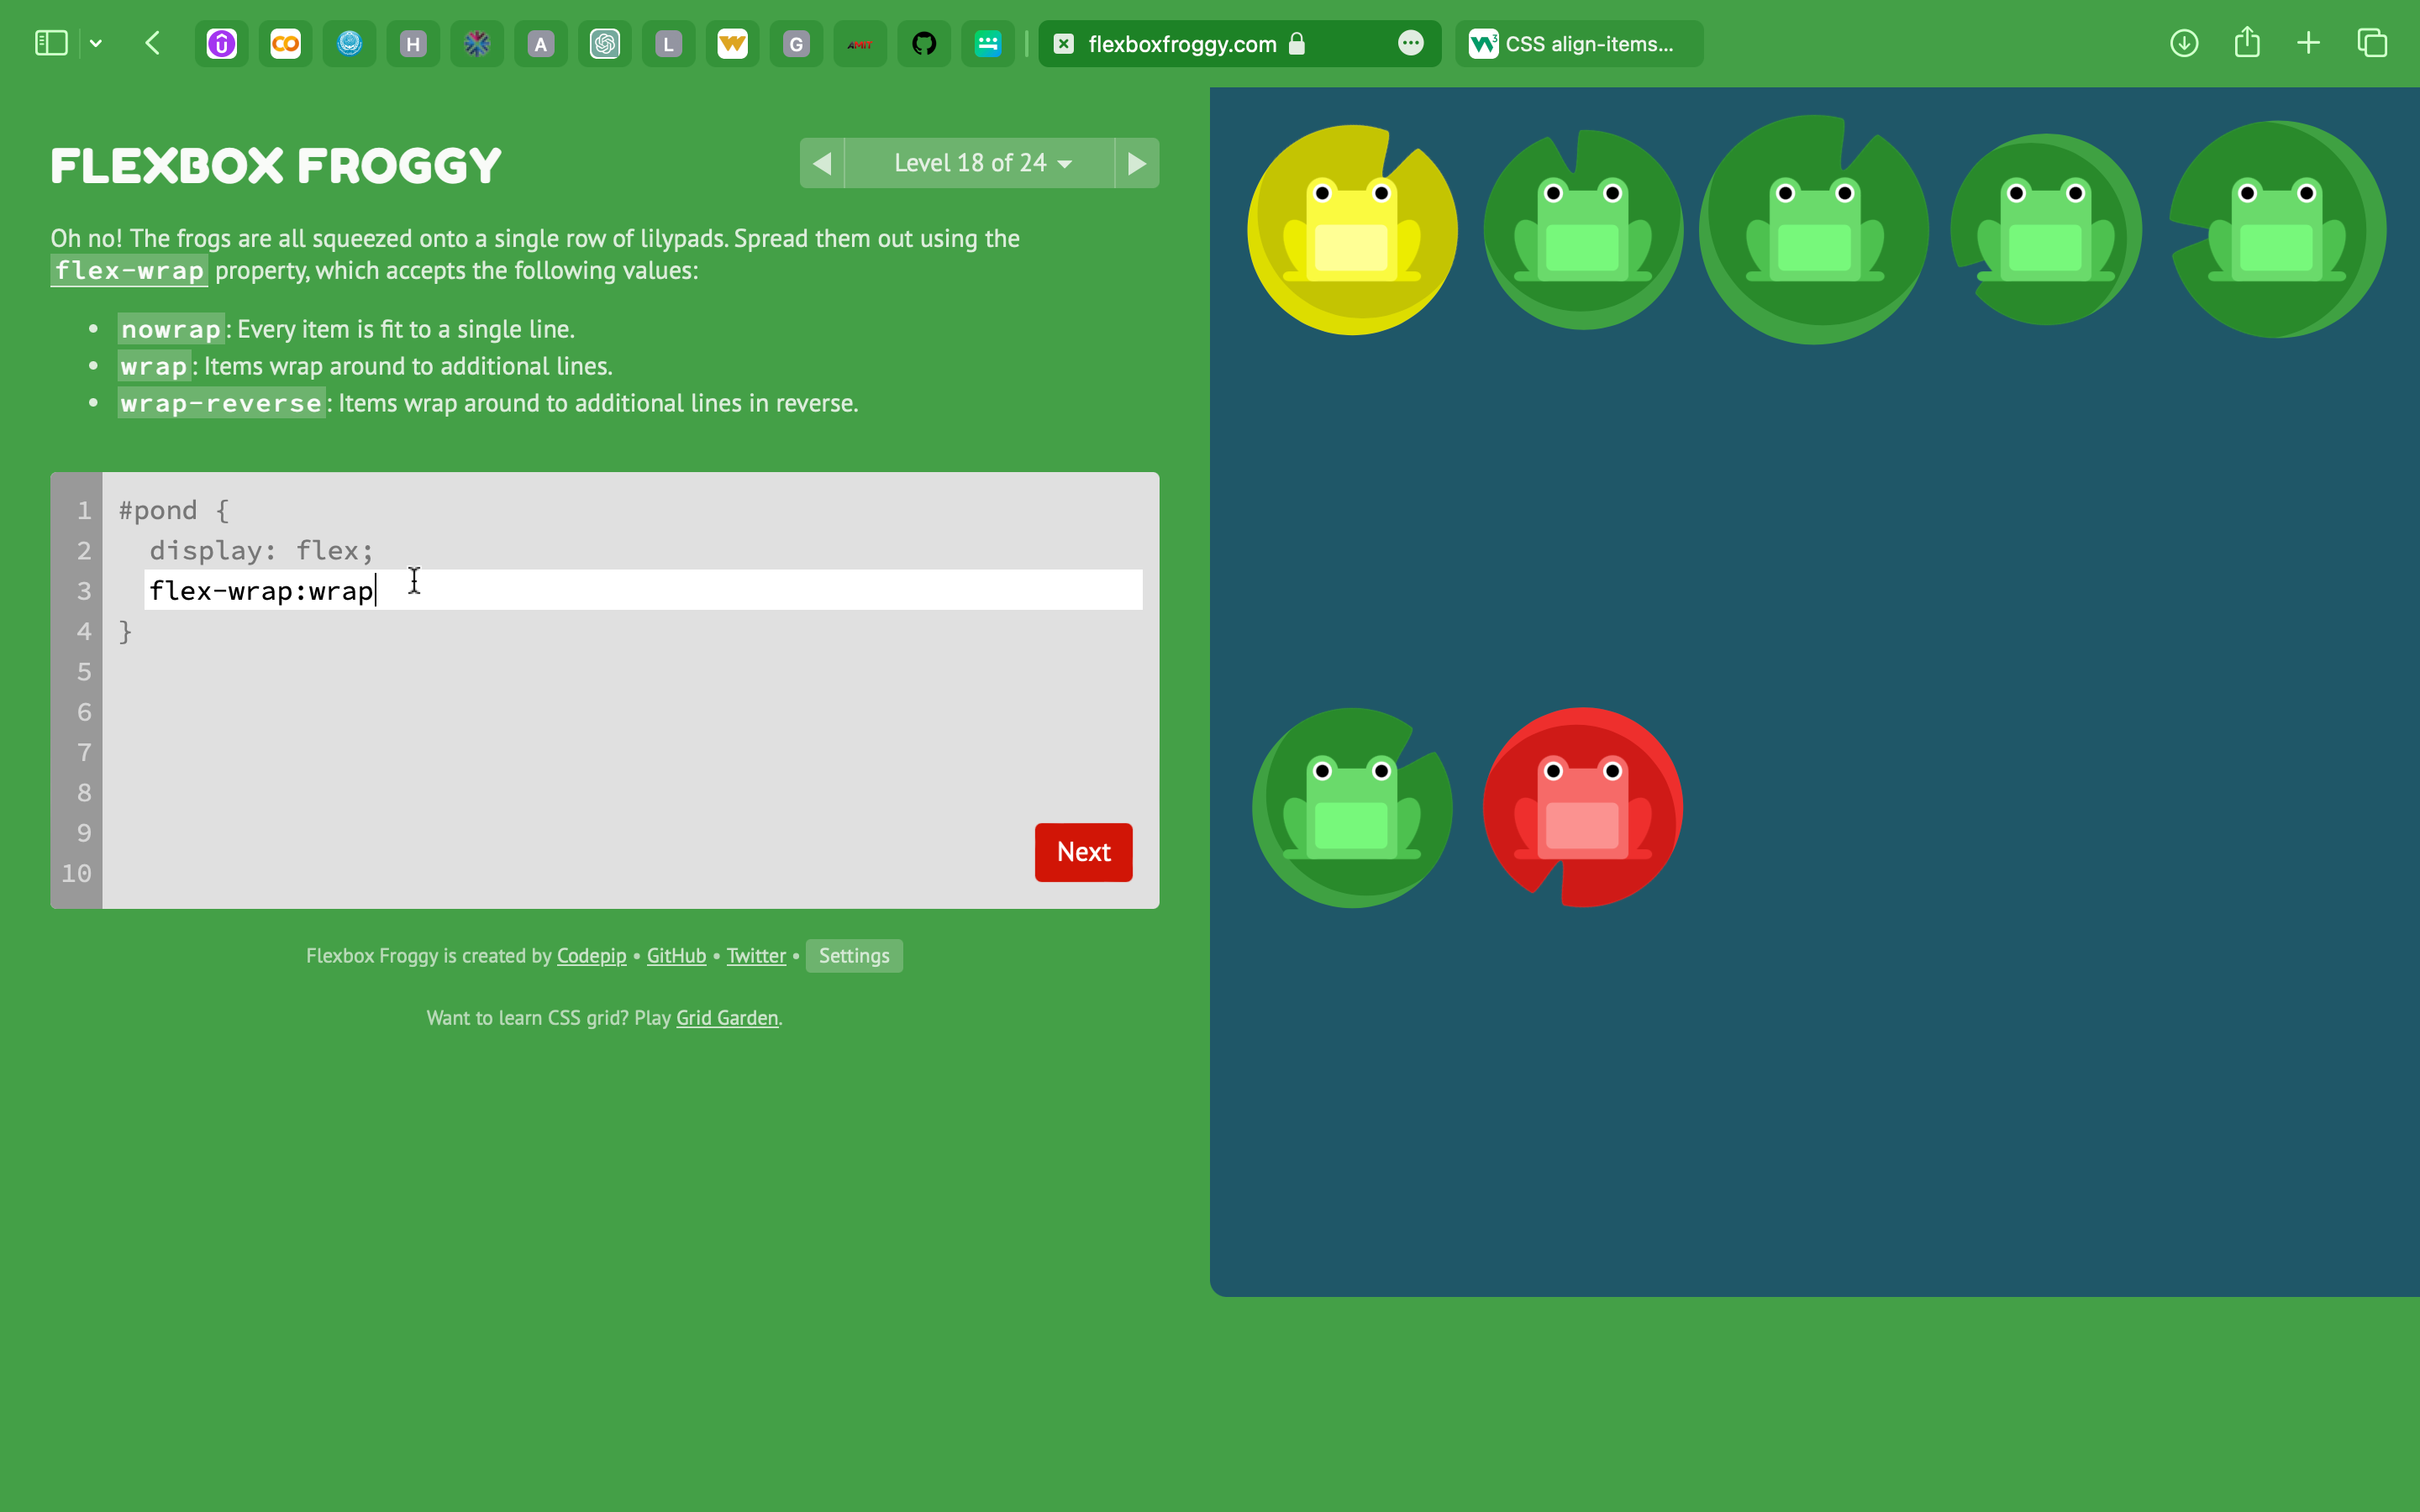 H A L G AMIT flexboxfroggy.com CSS align-items...
FLEXBOX FROGGY
Level 18 of 24
Oh no! The frogs are all squeezed onto a single row of lilypads. Spread them out using the
flex-wrap property, which accepts the following values:
• nowrap: Every item is fit to a single line.
• wrap: Items wrap around to additional lines.
• wrap-reverse: Items wrap around to additional lines in reverse.
1 #pond {
2 display: flex;
3 flex-wrap:wrap
4 }
5
6
7
8
9
10
Next
Flexbox Froggy is created by Codepip • GitHub • Twitter • Settings
Want to learn CSS grid? Play Grid Garden.